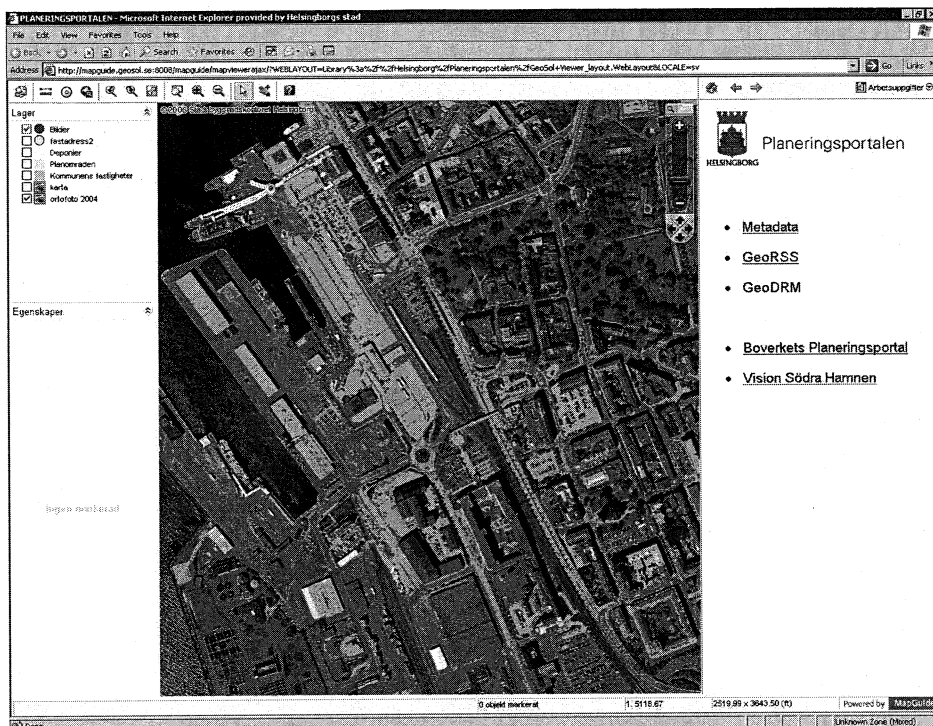 PLANERINGSPORTALEN - Microsoft Internet Explorer provided by Helsingborgs stad
File Edit View Favorites Tools Help
Back Search Favorites
Address http://mapguide.geosol.se:8008/mapguide/mapviewerajax/?WEBLAYOUT=Library%3a%2f%2fHelsingborg%2fPlaneringsportalen%2fGeoSol+Viewer_layout.WebLayout&LOCALE=sv Go Links
Arbetsuppgifter
Lager
Bilder
fastadress2
Deponier
Planområden
Kommunens fastigheter
karta
ortofoto 2004
Egenskaper
Ingen markerad
HELSINGBORG
Planeringsportalen
• Metadata
• GeoRSS
• GeoDRM
• Boverkets Planeringsportal
• Vision Södra Hamnen
0 objekt markerat 1: 5118,67 2519,99 x 3643,50 (ft) Powered by MapGuide
Unknown Zone (Mixed)